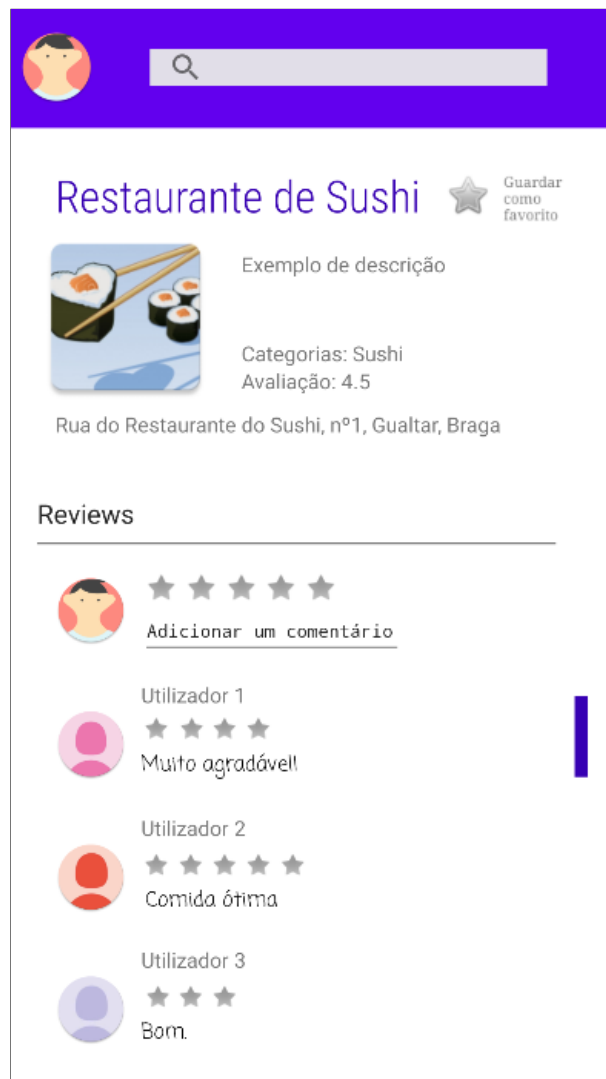 Restaurante de Sushi
Guardar
como
favorito
Exemplo de descrição
Categorias: Sushi
Avaliação: 4.5
Rua do Restaurante do Sushi, nº1, Gualtar, Braga
Reviews
Adicionar um comentário
Utilizador 1
Muito agradável!
Utilizador 2
Comida ótima
Utilizador 3
Bom.